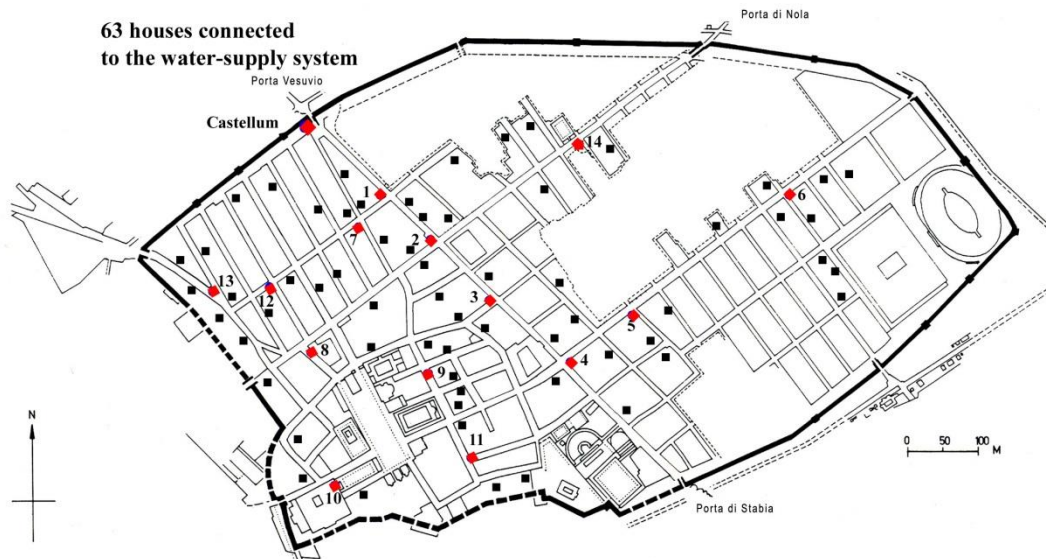 63 houses connected
to the water-supply system
Porta di Nola
Porta Vesuvio
Castellum
14
1
6
7
2
13
12
3
5
8
4
9
11
10
N
0 50 100
M
Porta di Stabia